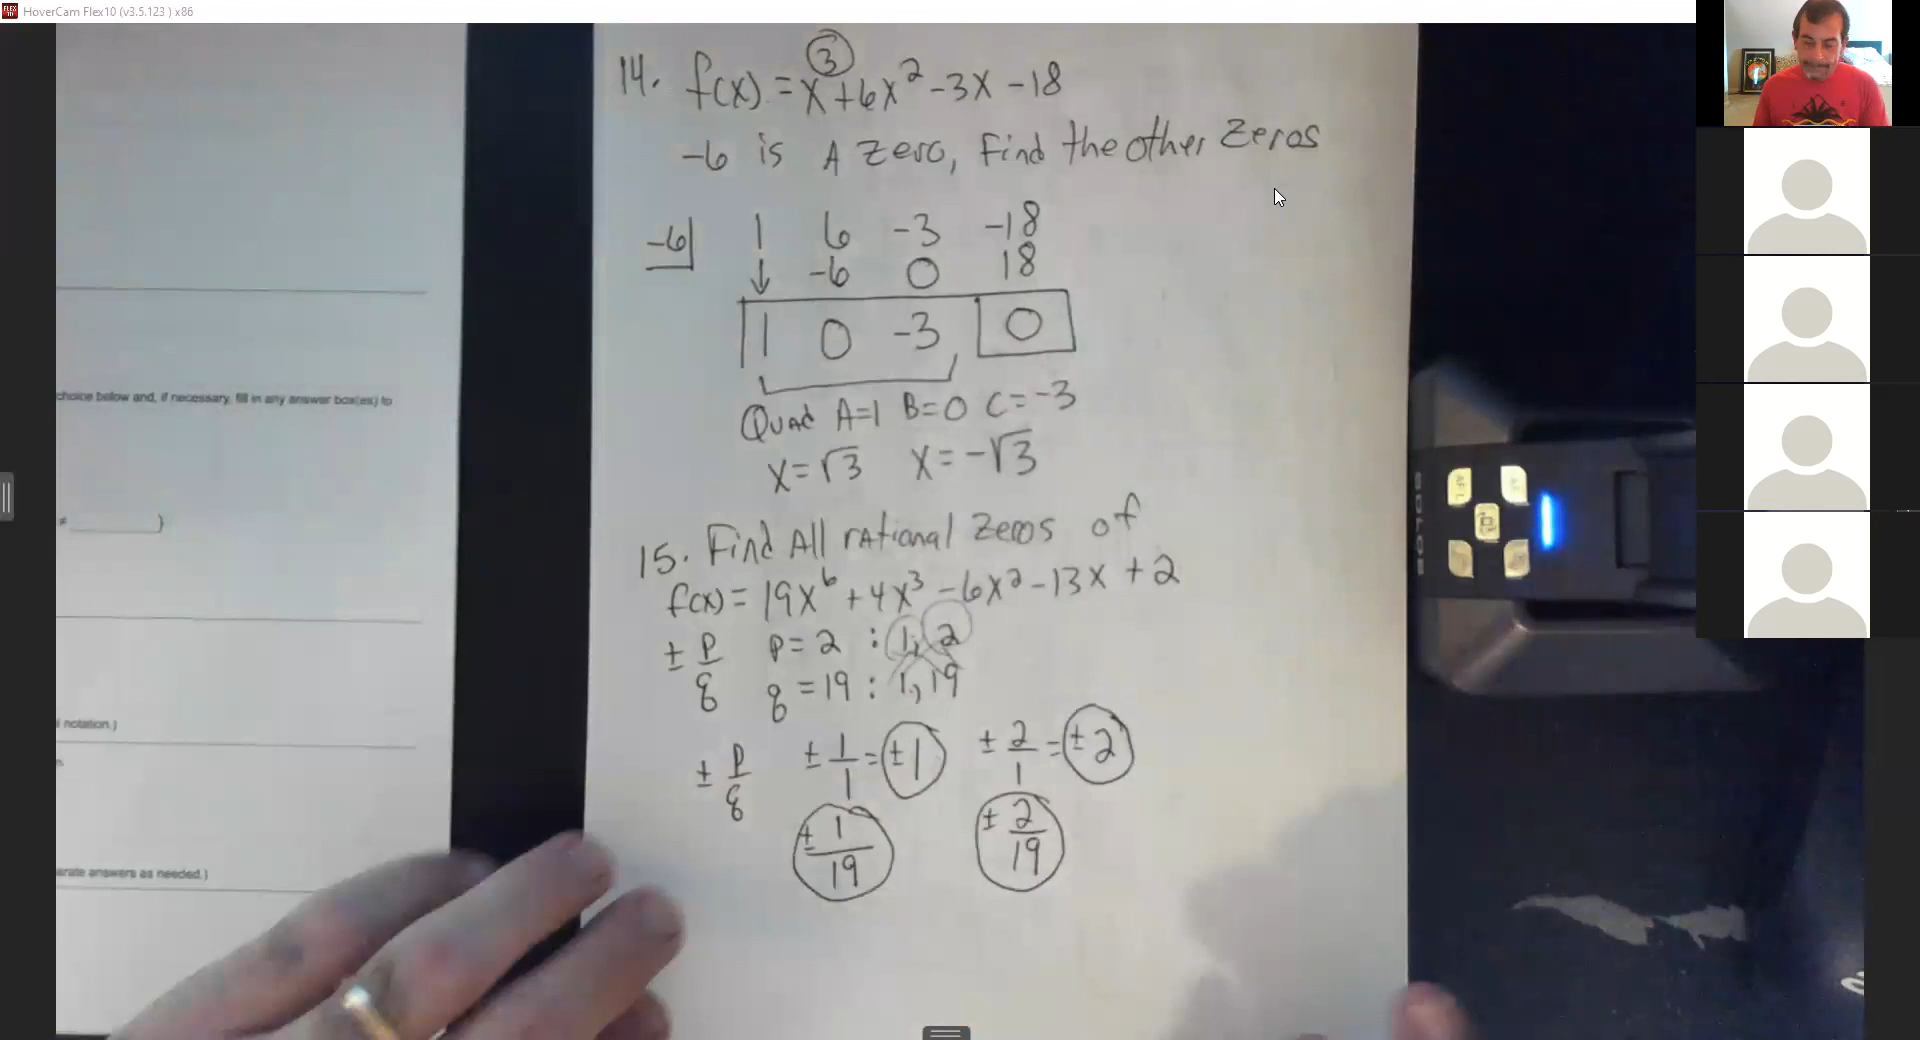 HoverCam Flex10 (v3.5.123 ) x86
14. f(x) = x³ + 6x² - 3x - 18
-6 is A Zero, Find the other Zeros
-6| 1 6 -3 -18
↓ -6 0 18
1 0 -3 0
Quad A=1 B=0 C=-3
x=√3 x=-√3
15. Find All rational Zeros of
f(x) = 19x⁶ + 4x³ - 6x² - 13x + 2
± p/q p = 2 : 1, 2
q = 19 : 1, 19
± p/q ± 1/1 = ±1 ± 2/1 = ±2
± 1/19 ± 2/19
choice below and, if necessary, fill in any answer box(es) to
≠ ________)
notation.)
arate answers as needed.)